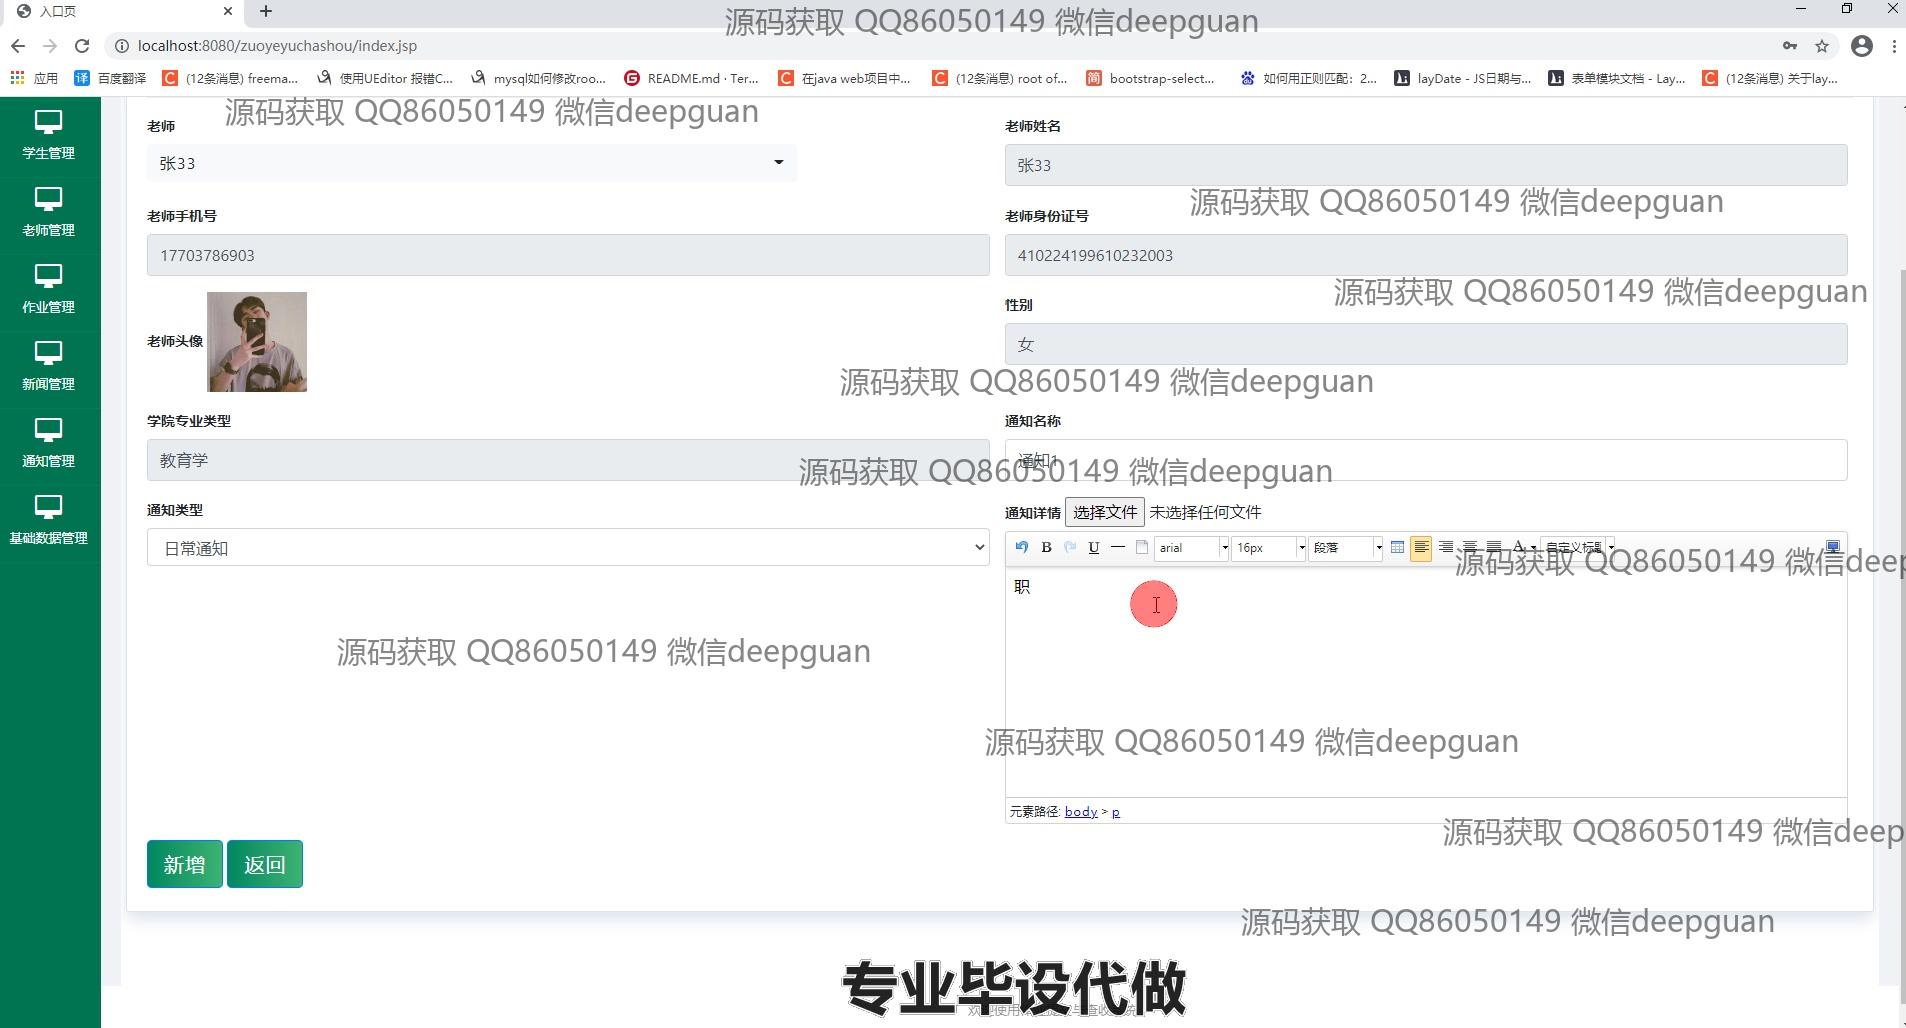 入口页
源码获取 QQ86050149 微信deepguan
localhost:8080/zuoyeyuchashou/index.jsp
应用
百度翻译
(12条消息) freema...
使用UEditor 报错C...
mysql如何修改roo...
README.md · Ter...
在java web项目中...
(12条消息) root of...
bootstrap-select...
如何用正则匹配：2...
layDate - JS日期与...
表单模块文档 - Lay...
(12条消息) 关于lay...
源码获取 QQ86050149 微信deepguan
学生管理
老师管理
作业管理
新闻管理
通知管理
基础数据管理
老师
张33
老师姓名
张33
源码获取 QQ86050149 微信deepguan
老师手机号
17703786903
老师身份证号
410224199610232003
源码获取 QQ86050149 微信deepguan
老师头像
性别
女
源码获取 QQ86050149 微信deepguan
学院专业类型
教育学
通知名称
通知1
源码获取 QQ86050149 微信deepguan
通知类型
日常通知
通知详情 选择文件 未选择任何文件
B U arial 16px 段落 A 自定义标题
源码获取 QQ86050149 微信deep
职
源码获取 QQ86050149 微信deepguan
源码获取 QQ86050149 微信deepguan
元素路径: body > p
源码获取 QQ86050149 微信deep
新增 返回
源码获取 QQ86050149 微信deepguan
专业毕设代做